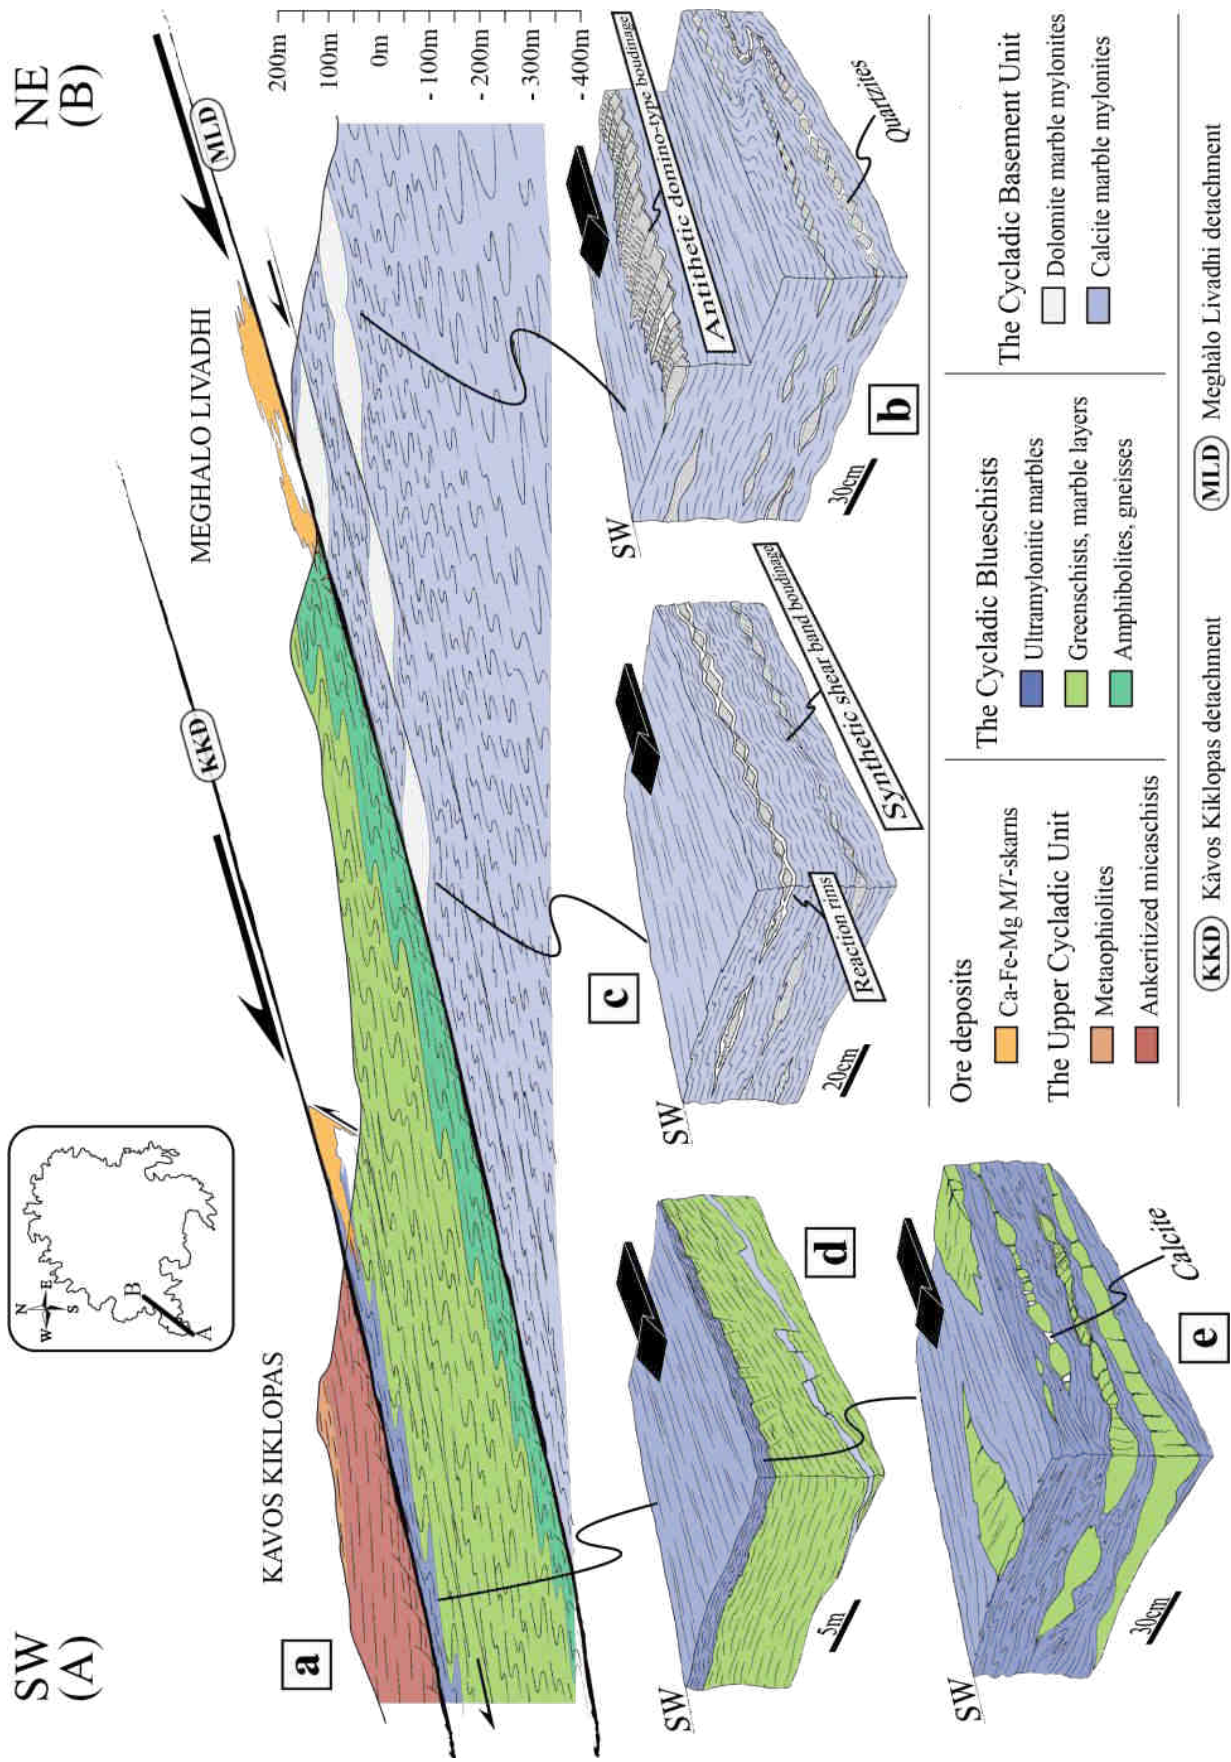 SW
(A)
NE
(B)
N
E
S
W
A
B
KAVOS KIKLOPAS
MEGHALO LIVADHI
KKD
MLD
200m
100m
0m
- 100m
- 200m
- 300m
- 400m
a
SW
5m
d
SW
30cm
Calcite
e
SW
20cm
c
Reaction rims
Synthetic shear band boudinage
SW
30cm
b
Antithetic domino-type boudinage
Quartzites
Ore deposits
Ca-Fe-Mg MT-skarns
The Upper Cycladic Unit
Metaophiolites
Ankeritized micaschists
The Cycladic Blueschists
Ultramylonitic marbles
Greenschists, marble layers
Amphibolites, gneisses
The Cycladic Basement Unit
Dolomite marble mylonites
Calcite marble mylonites
KKD Kàvos Kiklopas detachment
MLD Meghàlo Livadhi detachment